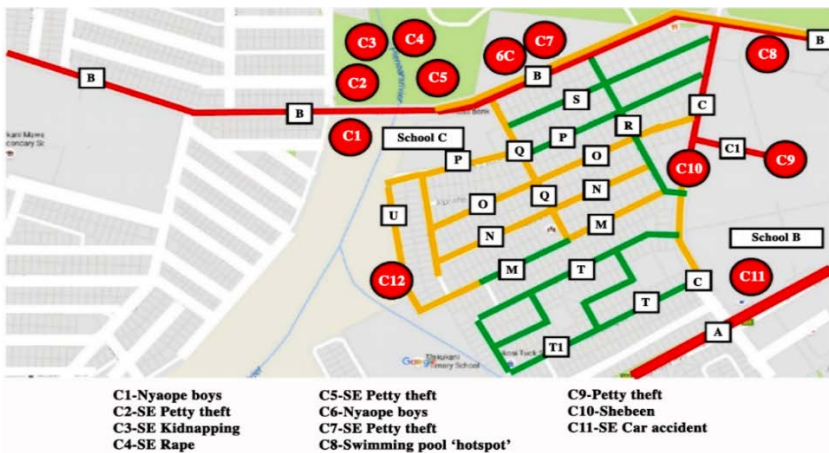 B
B
C3
C4
C2
C5
6C
C7
B
C8
B
C1
School C
S
P
Q
P
R
C
O
C1
C9
C10
U
O
Q
N
N
M
School B
C12
M
T
C
C11
T
A
T1
Google
C1-Nyaope boys
C2-SE Petty theft
C3-SE Kidnapping
C4-SE Rape
C5-SE Petty theft
C6-Nyaope boys
C7-SE Petty theft
C8-Swimming pool ‘hotspot’
C9-Petty theft
C10-Shebeen
C11-SE Car accident